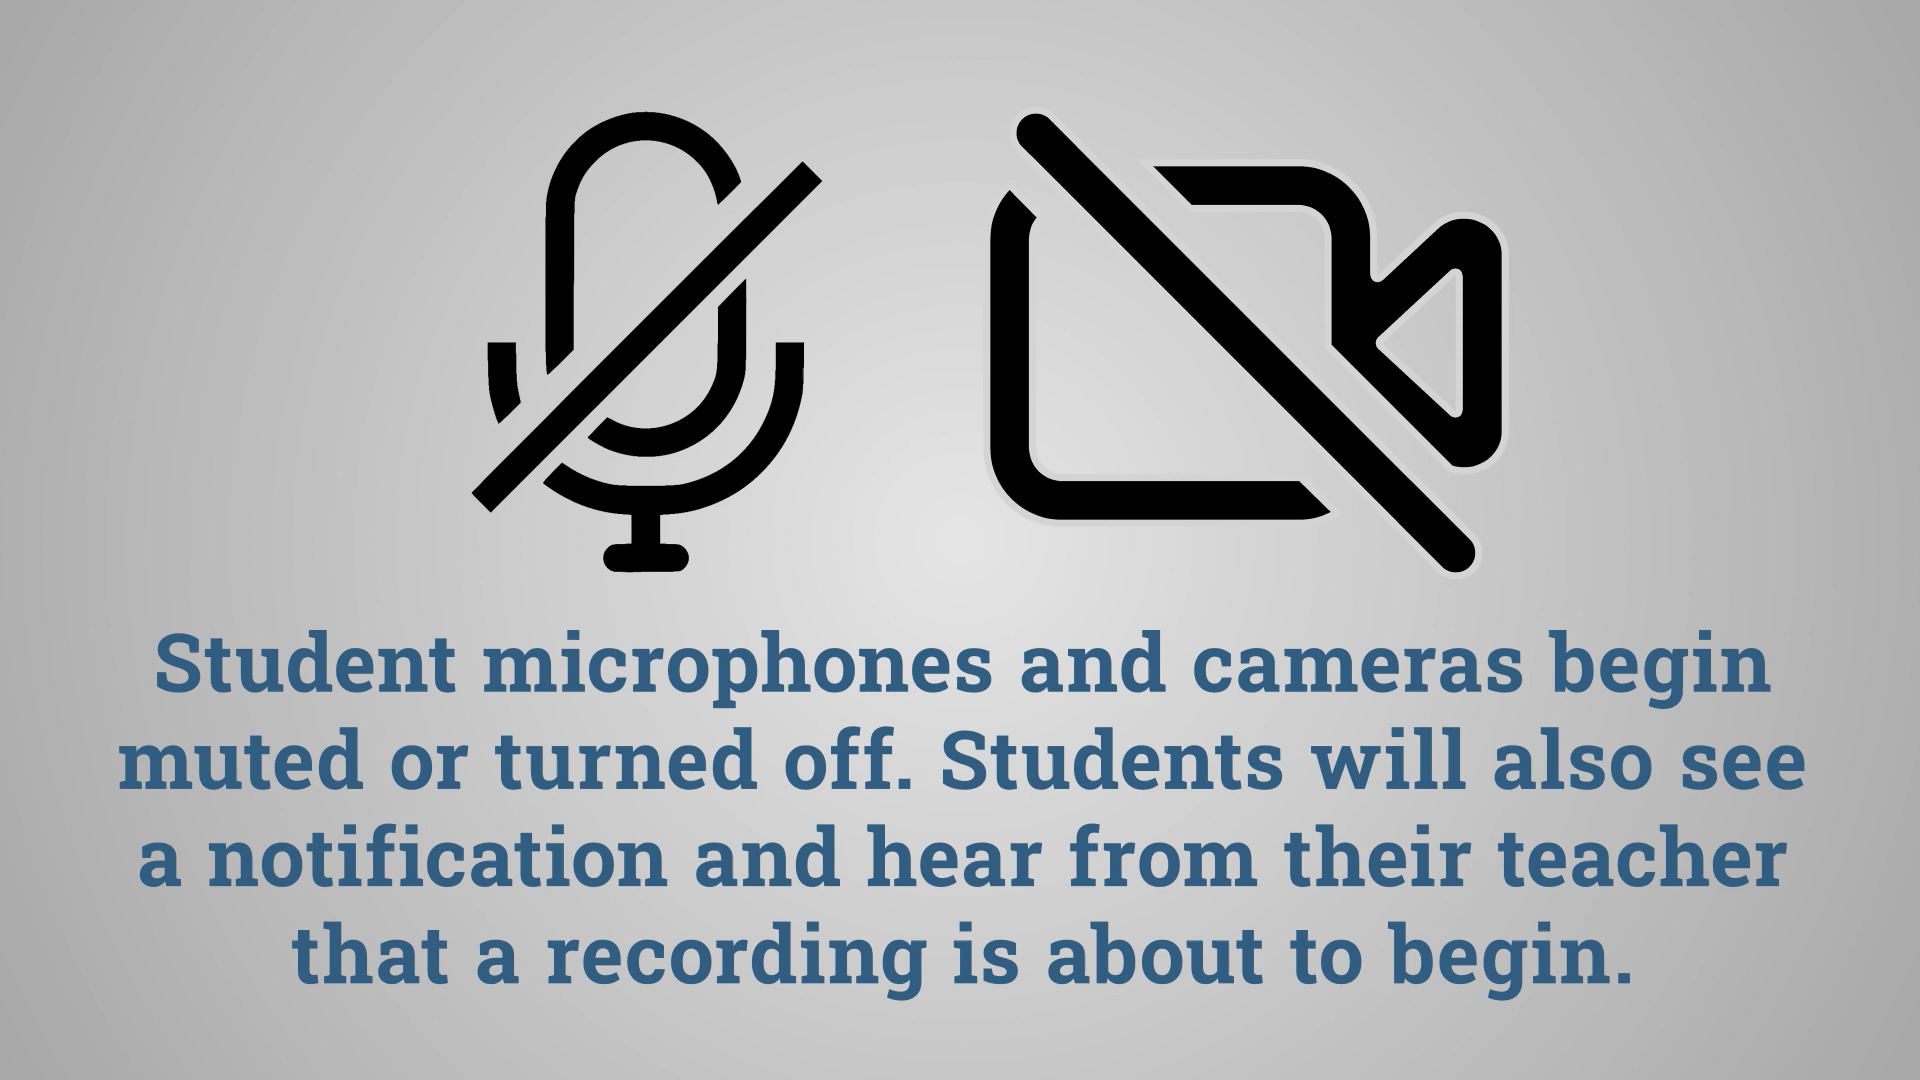 Student microphones and cameras begin
muted or turned off. Students will also see
a notification and hear from their teacher
that a recording is about to begin.